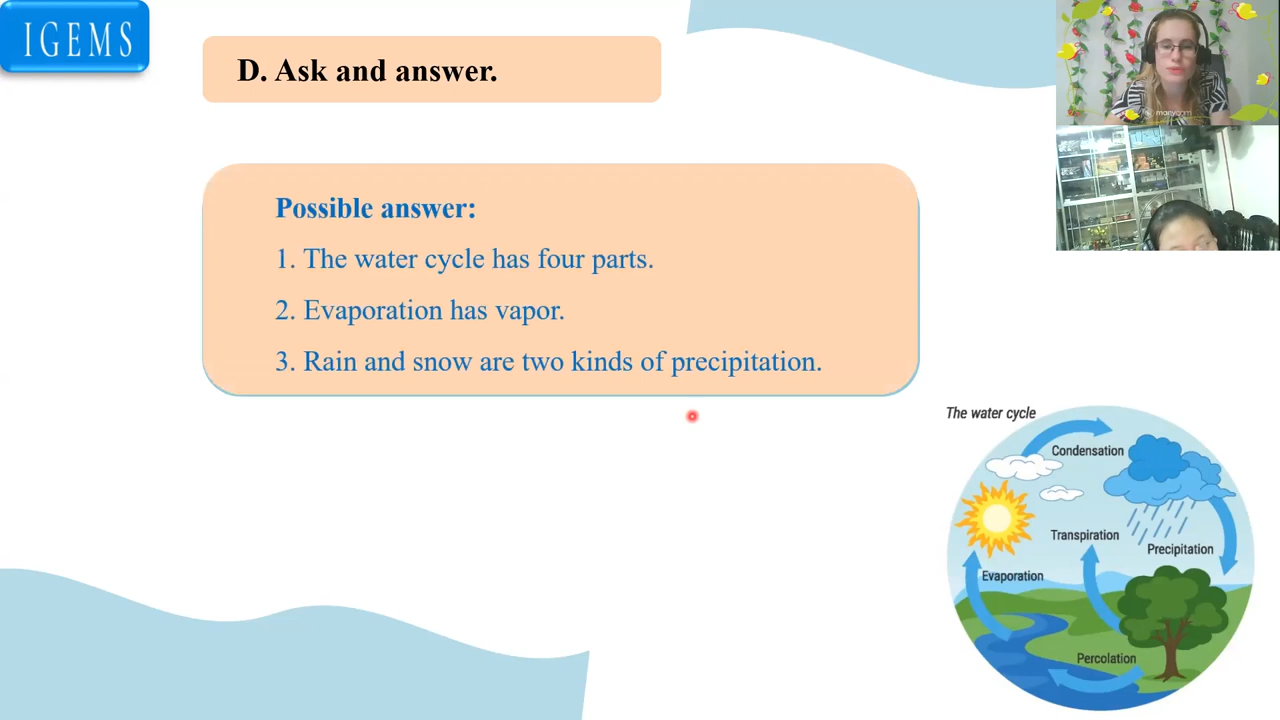 IGEMS
D. Ask and answer.
manycam
Possible answer:
1. The water cycle has four parts.
2. Evaporation has vapor.
3. Rain and snow are two kinds of precipitation.
The water cycle
Condensation
Transpiration
Precipitation
Evaporation
Percolation